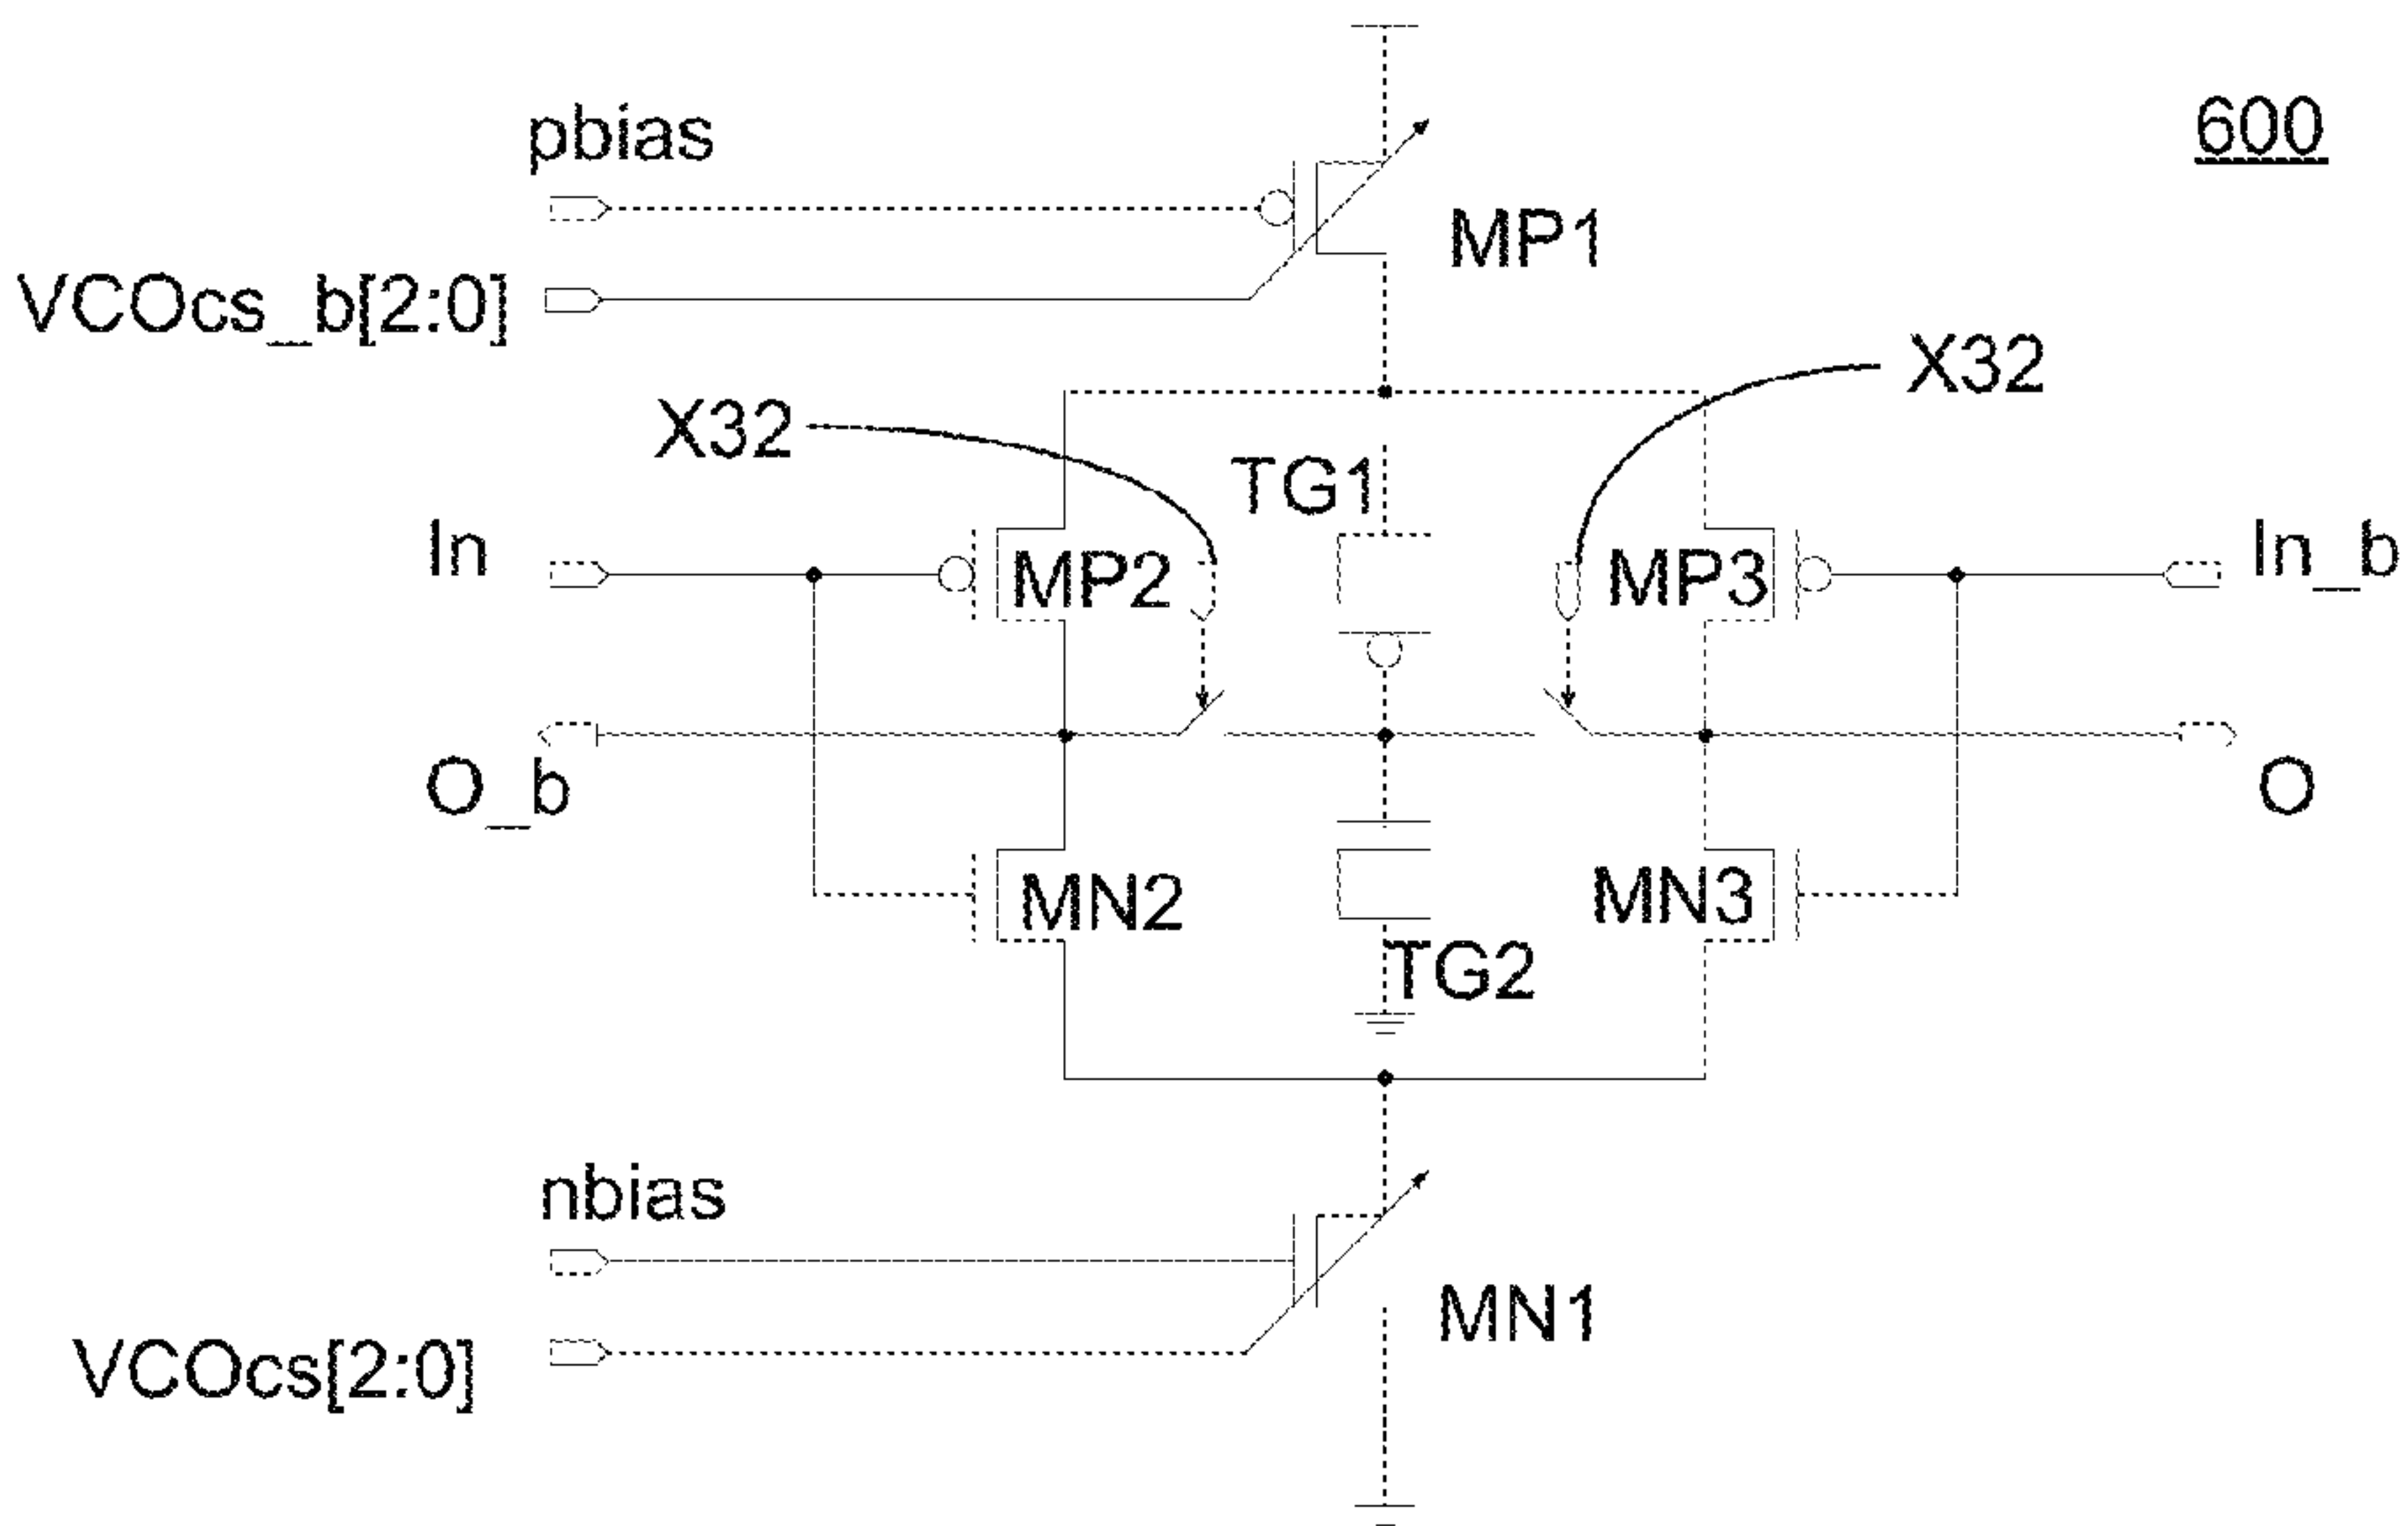 600
pbias
MP1
VCOcs_b[2:0]
X32
X32
TG1
In
MP2
MP3
In_b
O_b
O
MN2
MN3
TG2
nbias
MN1
VCOcs[2:0]